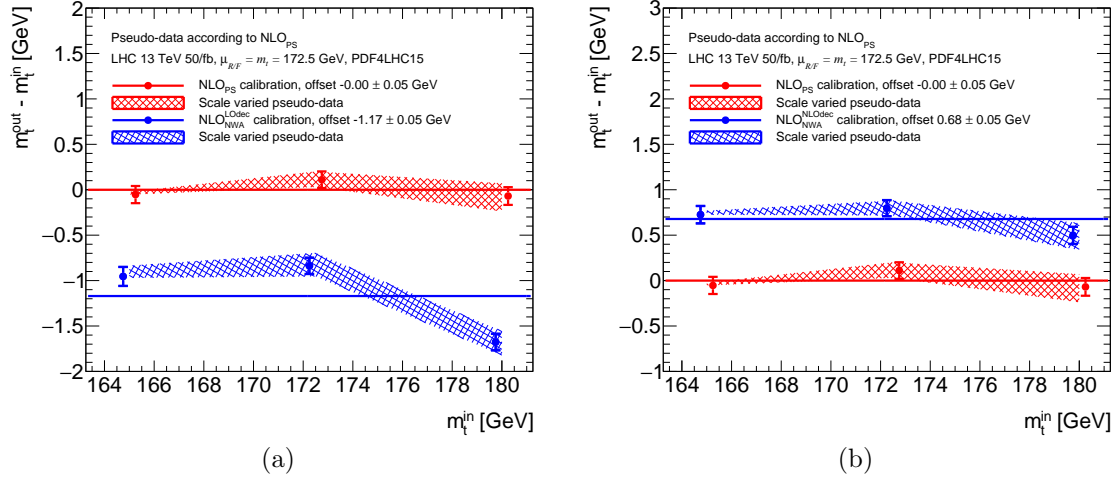 m_t^out - m_t^in [GeV]
2
1.5
1
0.5
0
−0.5
−1
−1.5
−2
Pseudo-data according to NLO_PS
LHC 13 TeV 50/fb, μ_R/F = m_t = 172.5 GeV, PDF4LHC15
NLO_PS calibration, offset -0.00 ± 0.05 GeV
Scale varied pseudo-data
NLO_NWA^LOdec calibration, offset -1.17 ± 0.05 GeV
Scale varied pseudo-data
164 166 168 170 172 174 176 178 180
m_t^in [GeV]
(a)
m_t^out - m_t^in [GeV]
3
2.5
2
1.5
1
0.5
0
−0.5
−1
Pseudo-data according to NLO_PS
LHC 13 TeV 50/fb, μ_R/F = m_t = 172.5 GeV, PDF4LHC15
NLO_PS calibration, offset -0.00 ± 0.05 GeV
Scale varied pseudo-data
NLO_NWA^NLOdec calibration, offset 0.68 ± 0.05 GeV
Scale varied pseudo-data
164 166 168 170 172 174 176 178 180
m_t^in [GeV]
(b)